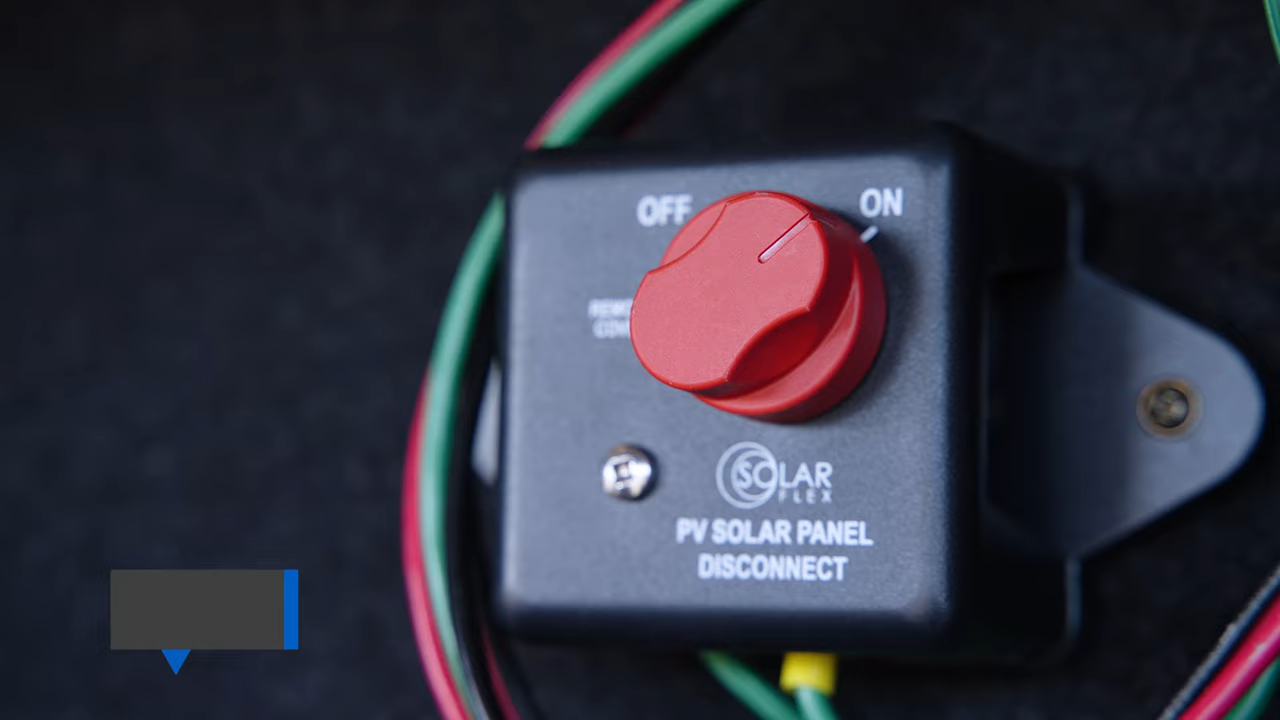 OFF
ON
SOLAR
FLEX
PV SOLAR PANEL
DISCONNECT